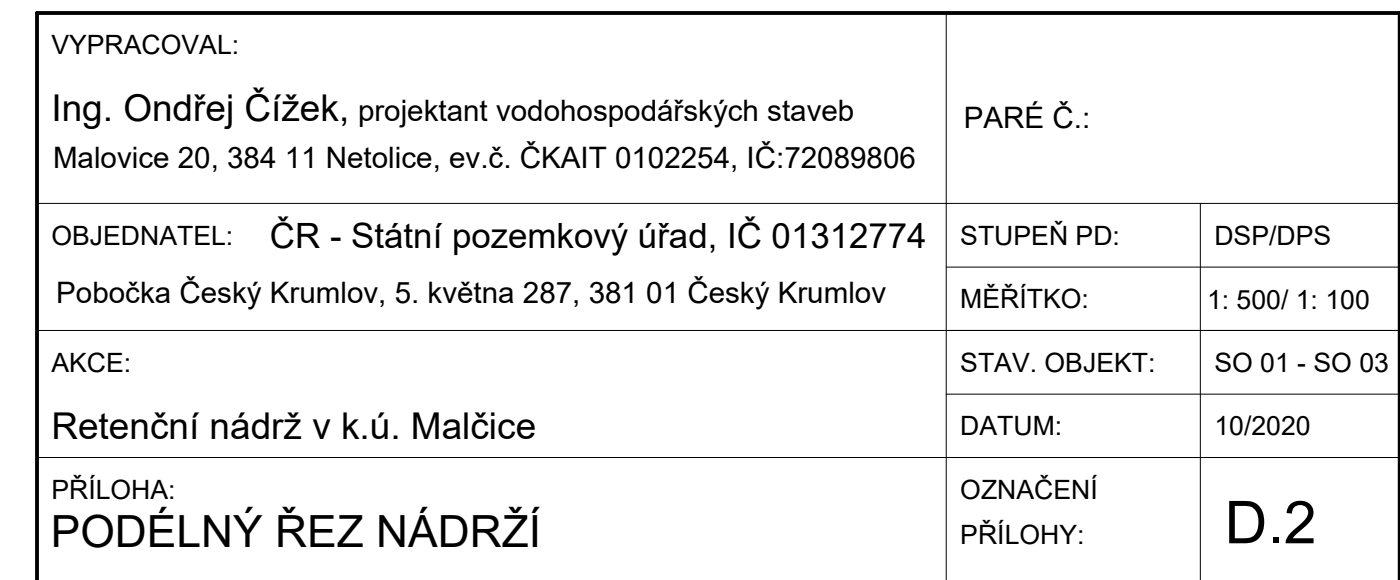 VYPRACOVAL:
Ing. Ondřej Čížek, projektant vodohospodářských staveb
Malovice 20, 384 11 Netolice, ev.č. ČKAIT 0102254, IČ:72089806
PARÉ Č.:
OBJEDNATEL: ČR - Státní pozemkový úřad, IČ 01312774
Pobočka Český Krumlov, 5. května 287, 381 01 Český Krumlov
STUPEŇ PD: DSP/DPS
MĚŘÍTKO: 1: 500/ 1: 100
AKCE:
Retenční nádrž v k.ú. Malčice
STAV. OBJEKT: SO 01 - SO 03
DATUM: 10/2020
PŘÍLOHA:
PODÉLNÝ ŘEZ NÁDRŽÍ
OZNAČENÍ
PŘÍLOHY: D.2